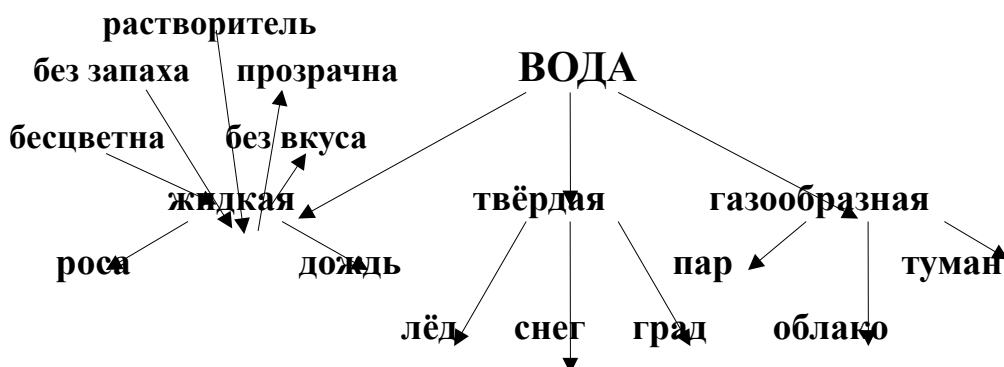 растворитель
без запаха прозрачна ВОДА
бесцветна без вкуса
жидкая твёрдая газообразная
роса дождь пар туман
лёд снег град облако